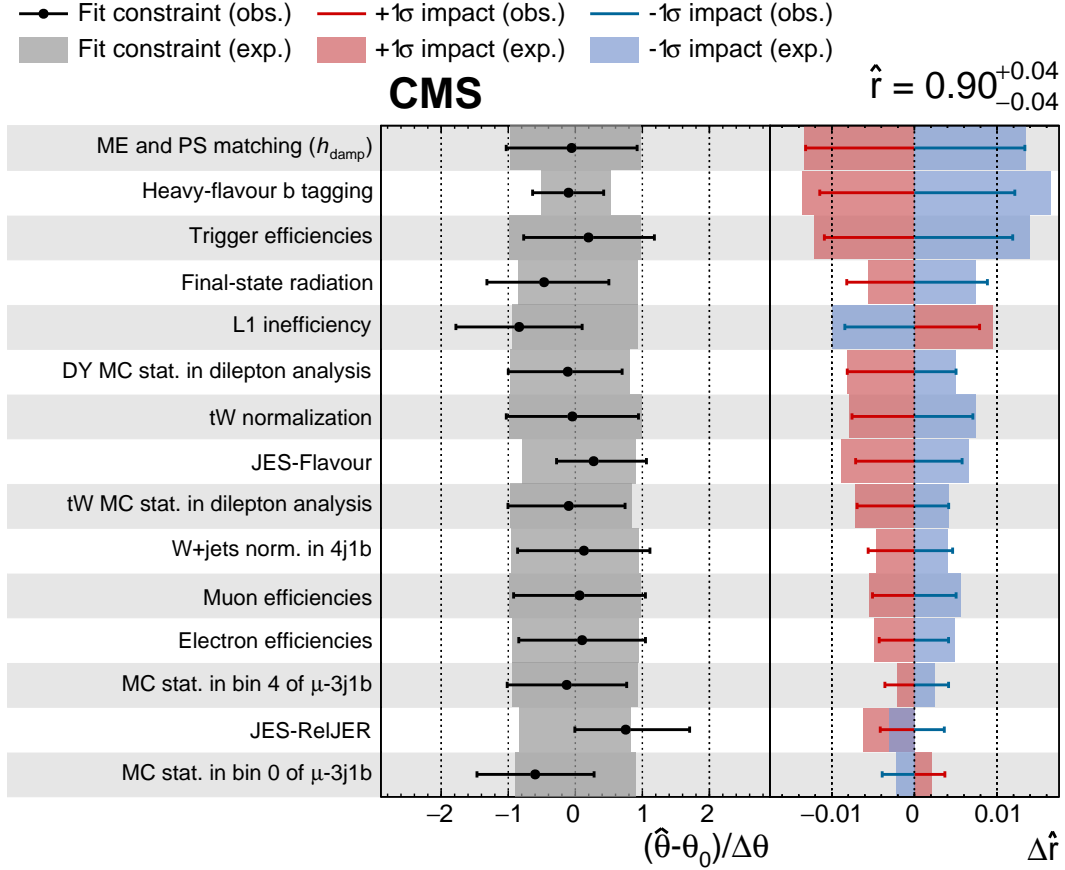 Fit constraint (obs.) +1σ impact (obs.) -1σ impact (obs.)
Fit constraint (exp.) +1σ impact (exp.) -1σ impact (exp.)
CMS r̂ = 0.90 +0.04 −0.04
ME and PS matching (h_damp)
Heavy-flavour b tagging
Trigger efficiencies
Final-state radiation
L1 inefficiency
DY MC stat. in dilepton analysis
tW normalization
JES-Flavour
tW MC stat. in dilepton analysis
W+jets norm. in 4j1b
Muon efficiencies
Electron efficiencies
MC stat. in bin 4 of μ-3j1b
JES-RelJER
MC stat. in bin 0 of μ-3j1b
−2 −1 0 1 2 −0.01 0 0.01
(θ̂-θ₀)/Δθ Δr̂